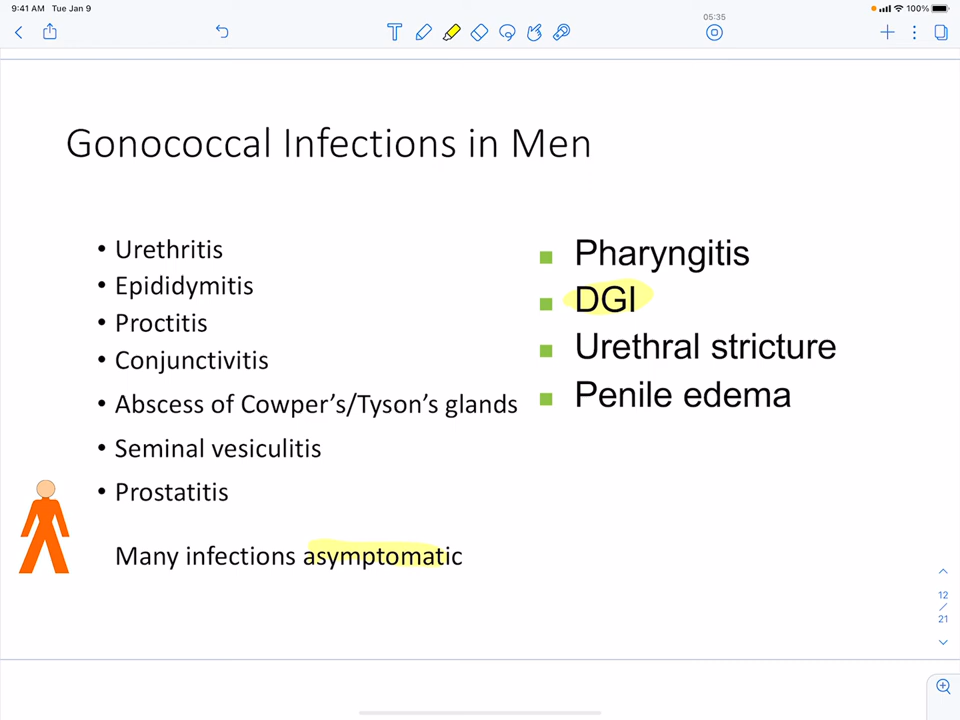 9:41 AM Tue Jan 9
100%
05:35
Gonococcal Infections in Men
• Urethritis
• Epididymitis
• Proctitis
• Conjunctivitis
• Abscess of Cowper’s/Tyson’s glands
• Seminal vesiculitis
• Prostatitis
Many infections asymptomatic
Pharyngitis
DGI
Urethral stricture
Penile edema
12
/
21